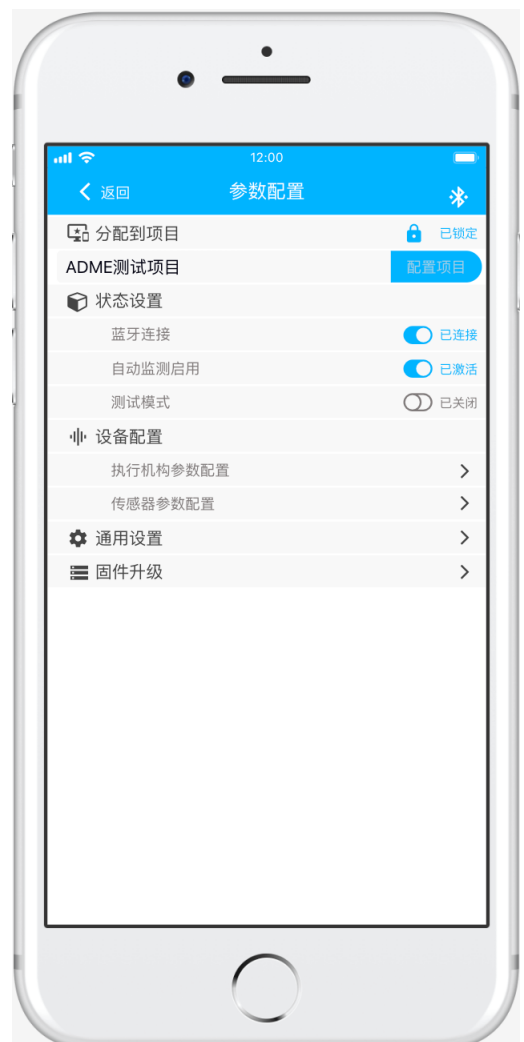 12:00
返回 参数配置
分配到项目 已锁定
ADME测试项目 配置项目
状态设置
蓝牙连接 已连接
自动监测启用 已激活
测试模式 已关闭
设备配置
执行机构参数配置
传感器参数配置
通用设置
固件升级